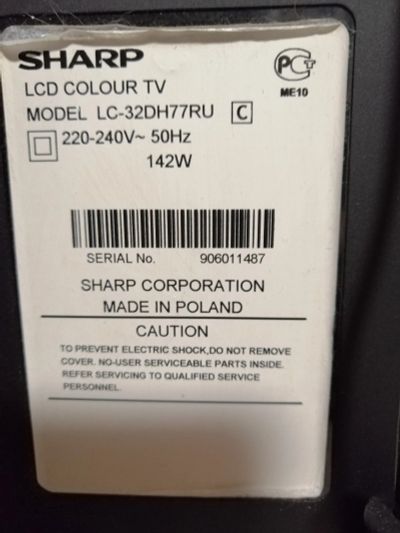 SHARP
LCD COLOUR TV
MODEL LC-32DH77RU C
220-240V~ 50Hz
142W
РСТ
ME10
SERIAL No. 906011487
SHARP CORPORATION
MADE IN POLAND
CAUTION
TO PREVENT ELECTRIC SHOCK,DO NOT REMOVE
COVER. NO-USER SERVICEABLE PARTS INSIDE.
REFER SERVICING TO QUALIFIED SERVICE
PERSONNEL.